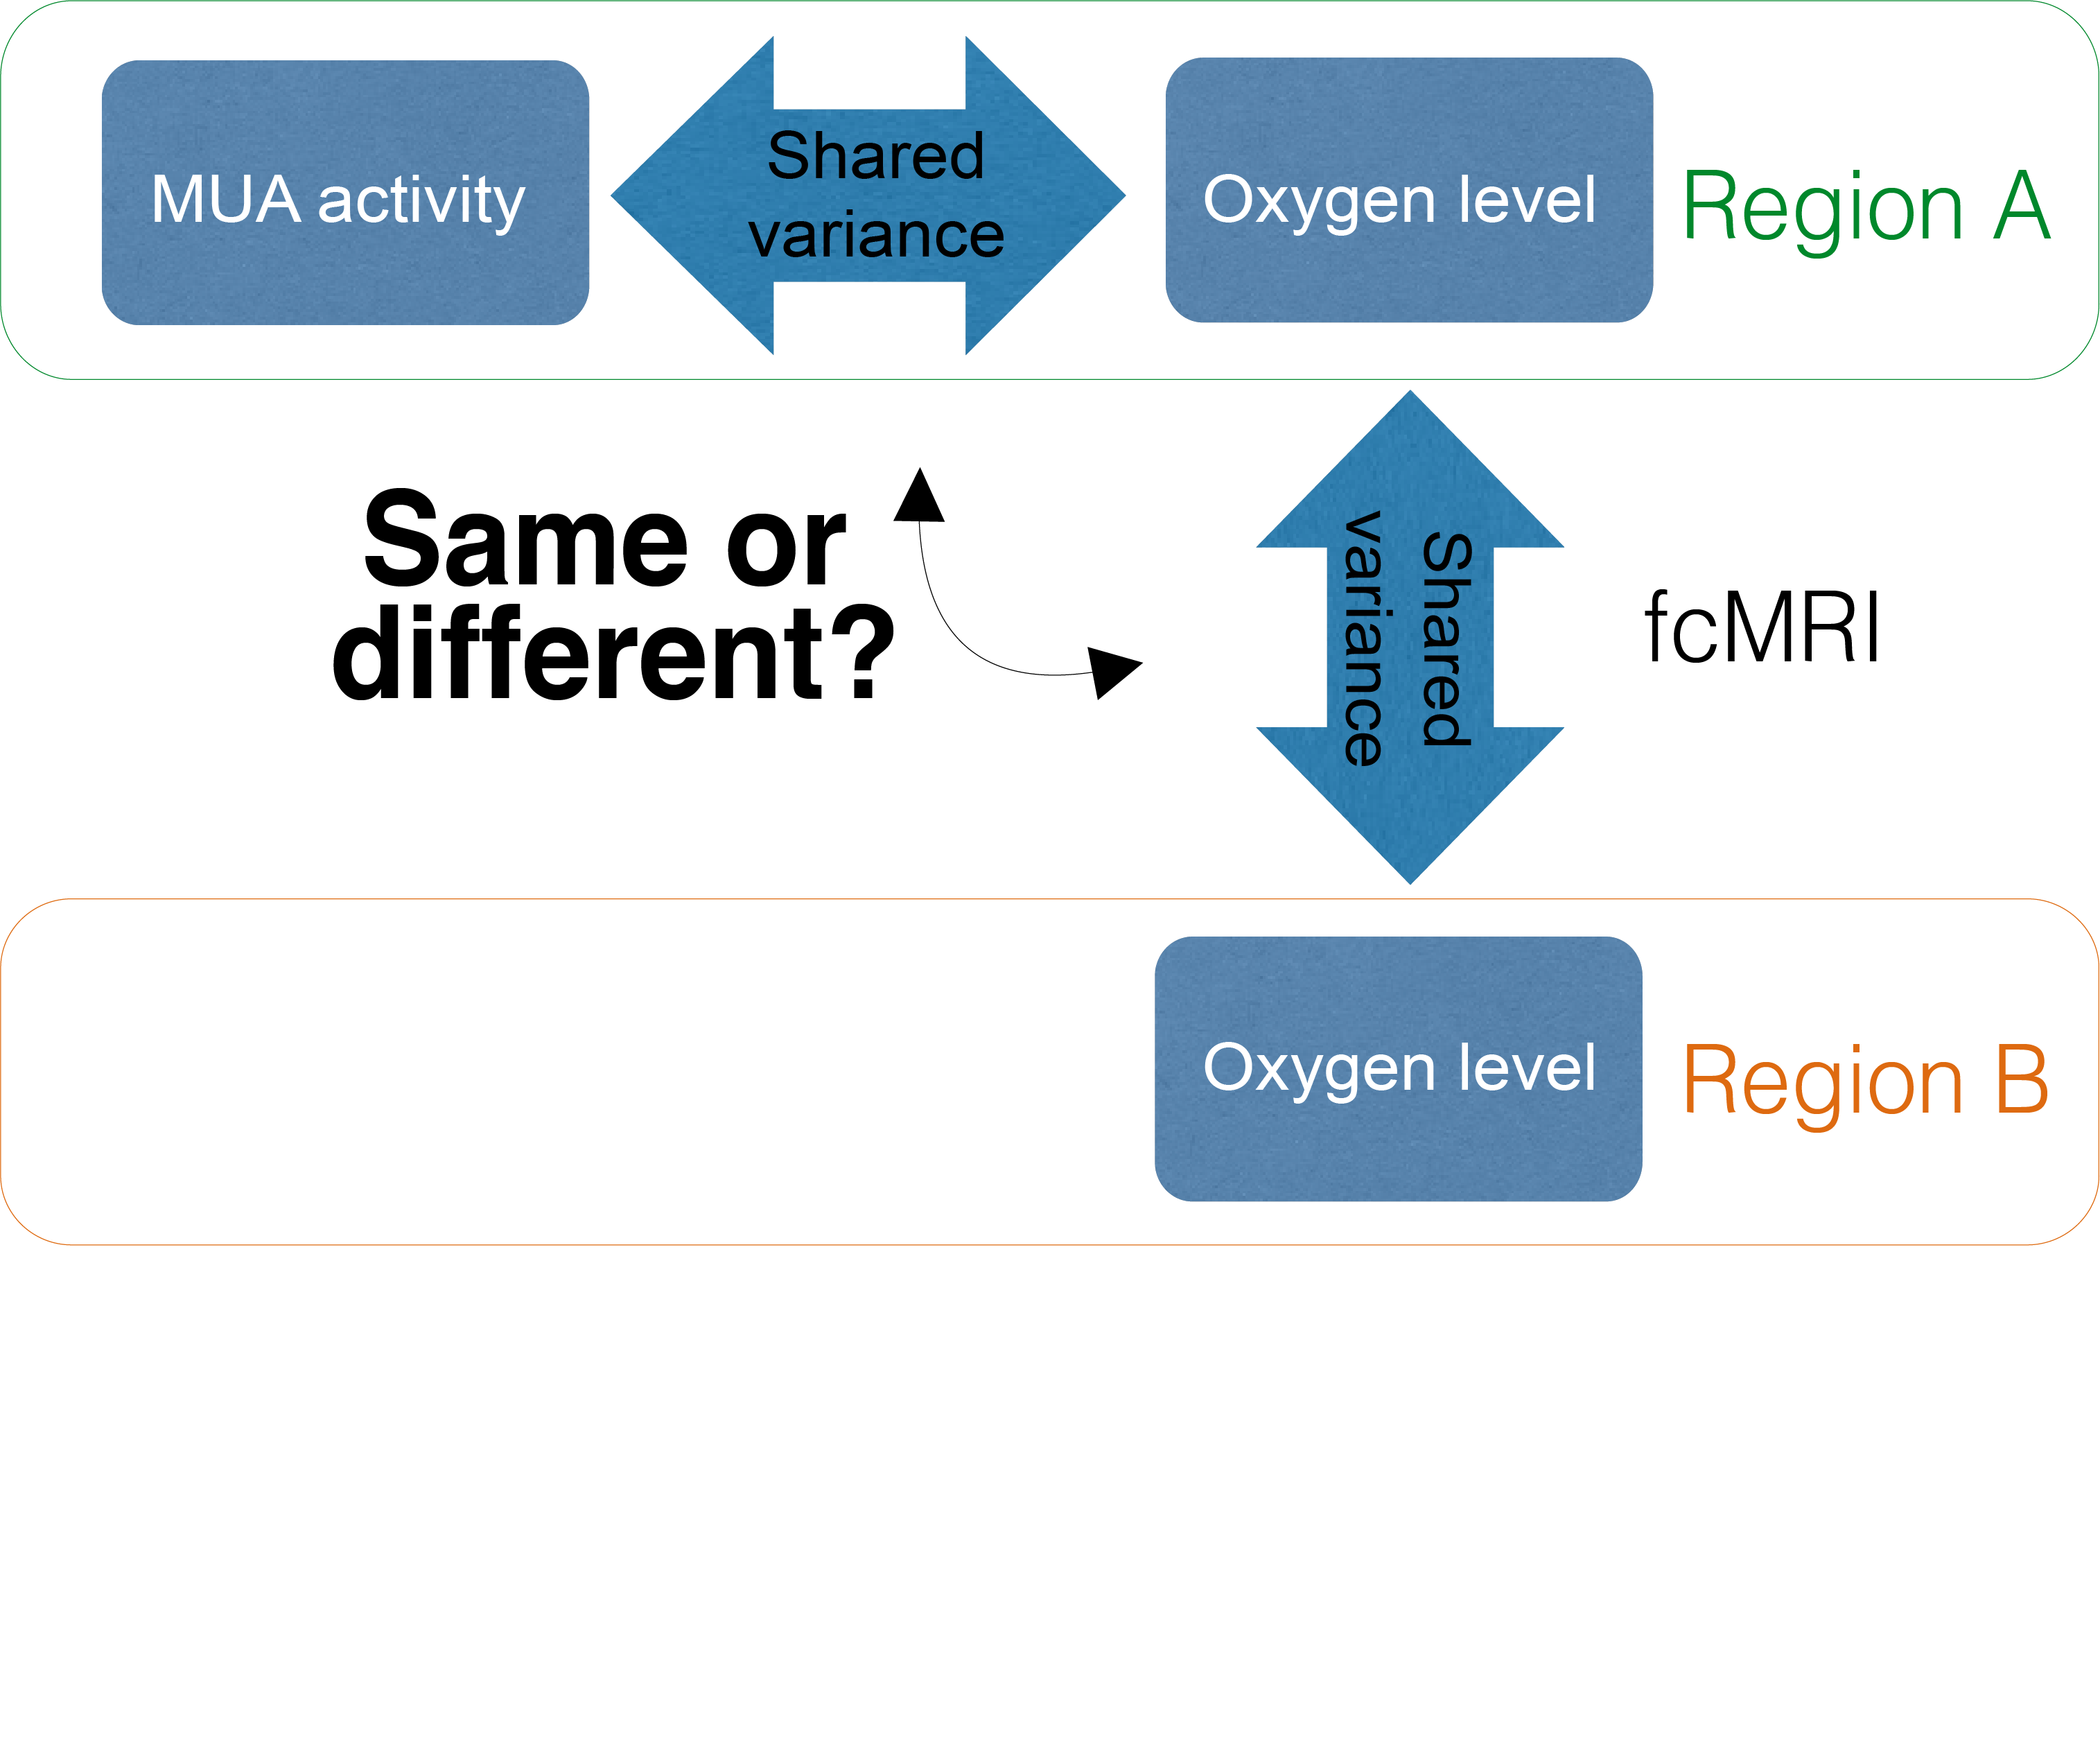 MUA activity
Shared
variance
Oxygen level
Region A
Same or
different?
Shared
variance
fcMRI
Oxygen level
Region B